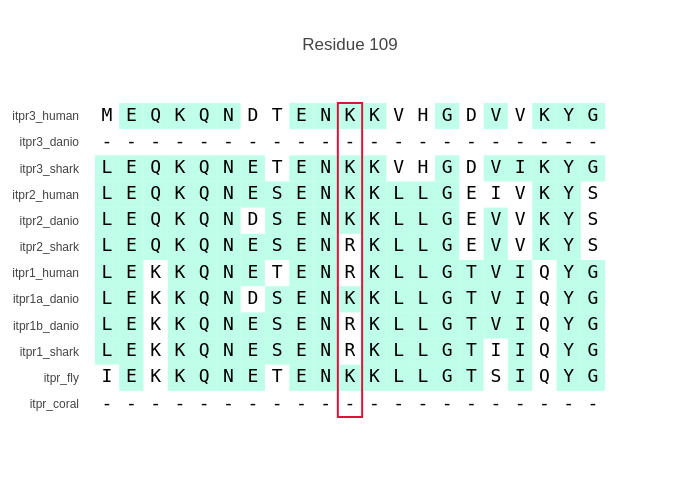 Residue 109
itpr3_human M E Q K Q N D T E N K K V H G D V V K Y G
itpr3_danio - - - - - - - - - - - - - - - - - - - - -
itpr3_shark L E Q K Q N E T E N K K V H G D V I K Y G
itpr2_human L E Q K Q N E S E N K K L L G E I V K Y S
itpr2_danio L E Q K Q N D S E N K K L L G E V V K Y S
itpr2_shark L E Q K Q N E S E N R K L L G E V V K Y S
itpr1_human L E K K Q N E T E N R K L L G T V I Q Y G
itpr1a_danio L E K K Q N D S E N K K L L G T V I Q Y G
itpr1b_danio L E K K Q N E S E N R K L L G T V I Q Y G
itpr1_shark L E K K Q N E S E N R K L L G T I I Q Y G
itpr_fly I E K K Q N E T E N K K L L G T S I Q Y G
itpr_coral - - - - - - - - - - - - - - - - - - - - -